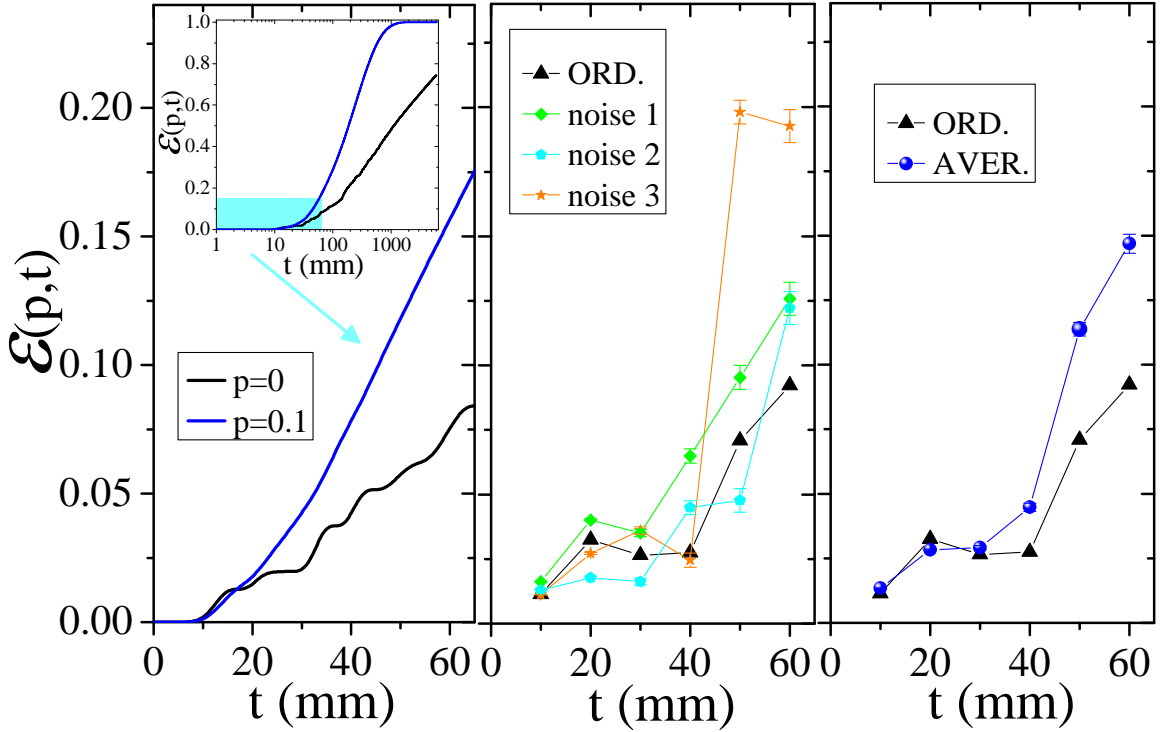 1.0
0.8
0.6
0.4
0.2
0.0
ℰ(p,t)
1 10 100 1000
t (mm)
0.20
0.15
0.10
0.05
0.00
ℰ(p,t)
p=0
p=0.1
0 20 40 60
t (mm)
ORD.
noise 1
noise 2
noise 3
0 20 40 60
t (mm)
ORD.
AVER.
0 20 40 60
t (mm)